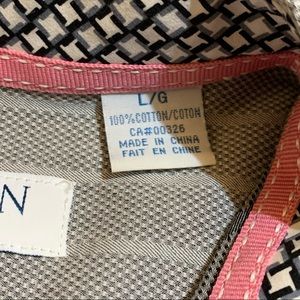 L/G
100%COTTON/COTON
CA#00326
MADE IN CHINA
FAIT EN CHINE
N